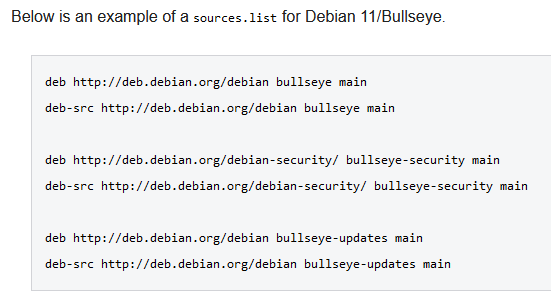 Below is an example of a sources.list for Debian 11/Bullseye.
deb http://deb.debian.org/debian bullseye main
deb-src http://deb.debian.org/debian bullseye main
deb http://deb.debian.org/debian-security/ bullseye-security main
deb-src http://deb.debian.org/debian-security/ bullseye-security main
deb http://deb.debian.org/debian bullseye-updates main
deb-src http://deb.debian.org/debian bullseye-updates main